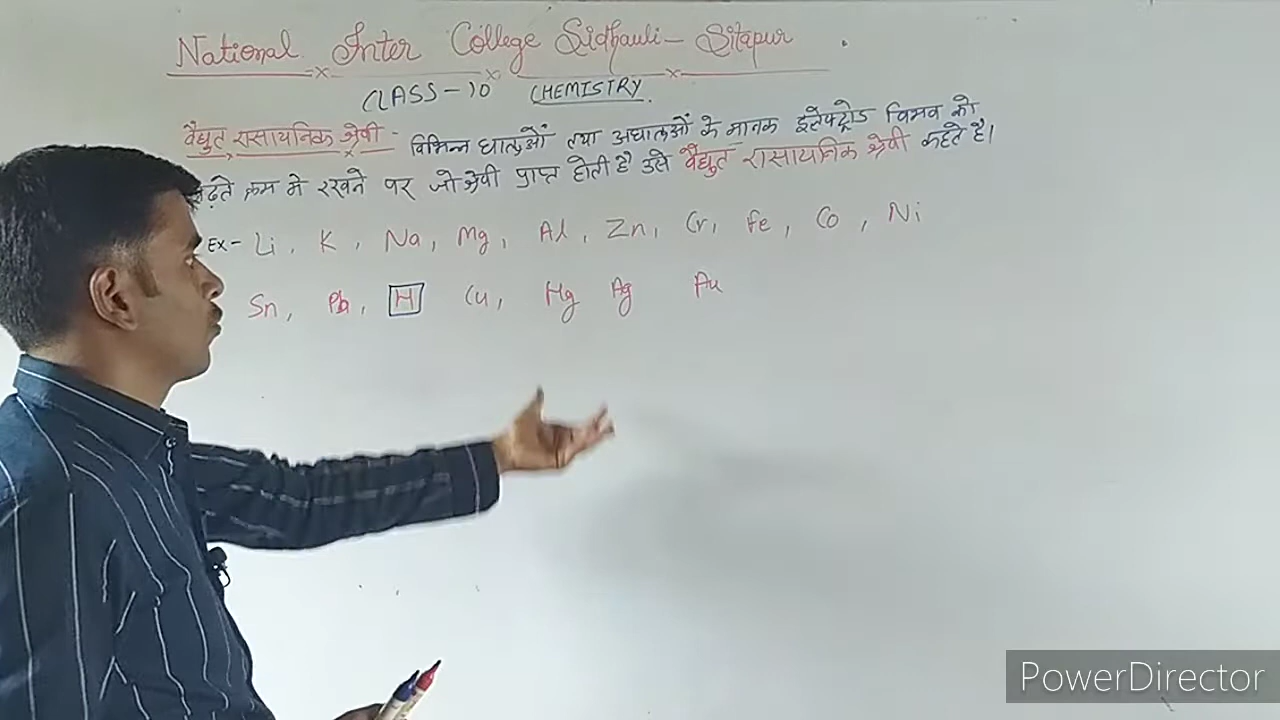 National Inter College Sidhauli - Sitapur
CLASS-10 CHEMISTRY
वैद्युत रासायनिक श्रेणी - विभिन्न धातुओं तथा अधातुओं के मानक इलेक्ट्रोड विभव को
बढ़ते क्रम मे रखने पर जो श्रेणी प्राप्त होती है उसे वैद्युत रासायनिक श्रेणी कहते है।
Ex- Li, K, Na, Mg, Al, Zn, Cr, Fe, Co, Ni
Sn, Pb, H Cu, Hg Ag Au
PowerDirector